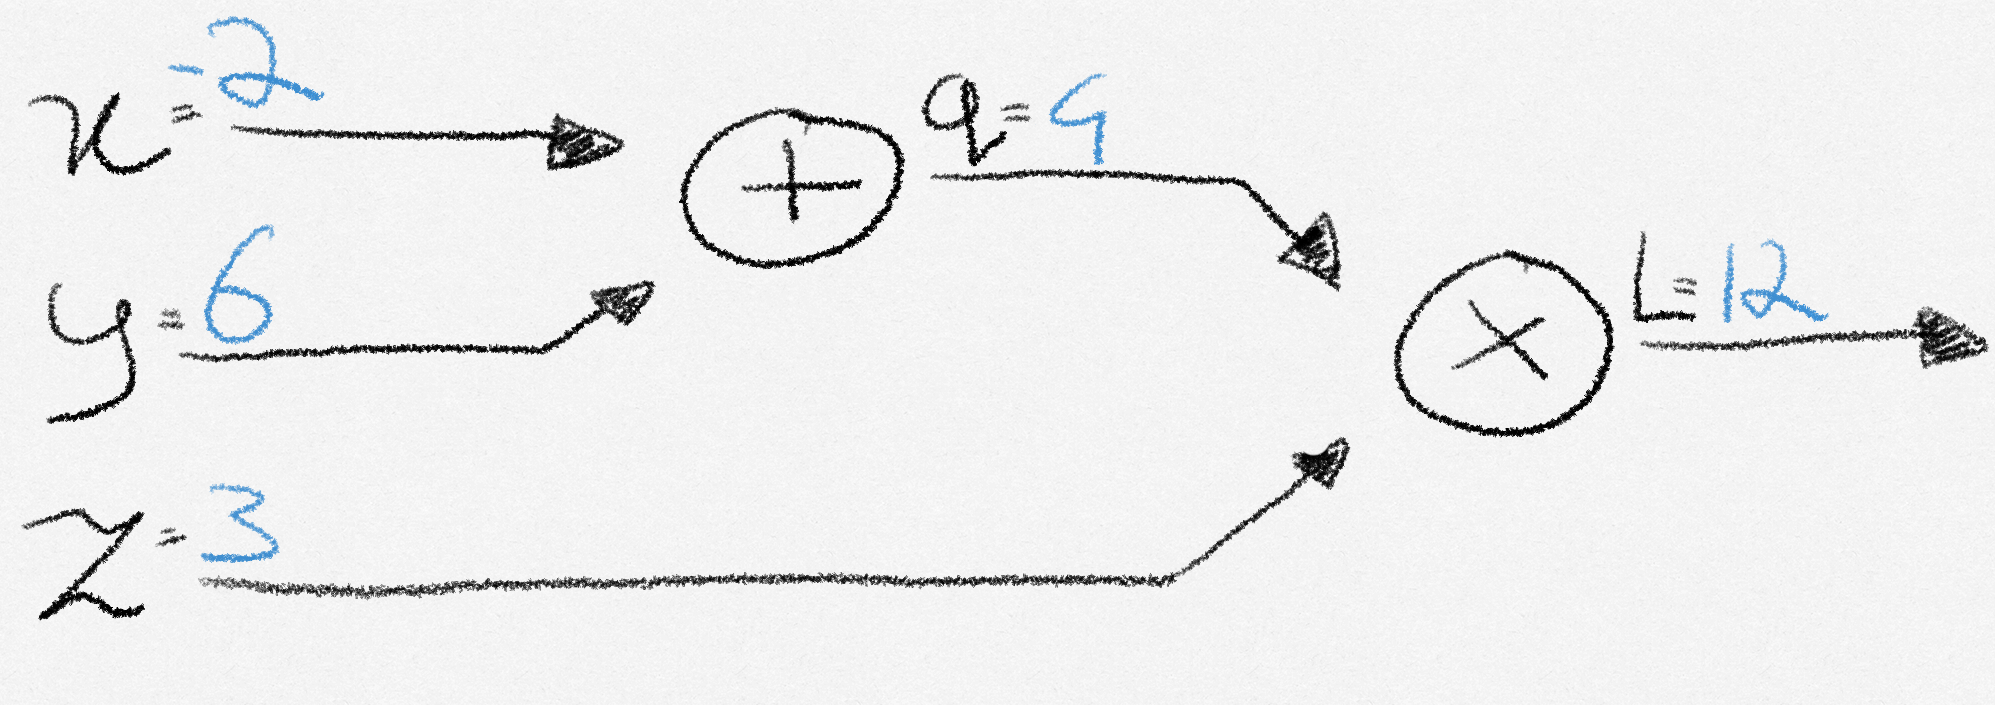 x = -2
+
q = 4
y = 6
×
L = 12
z = 3